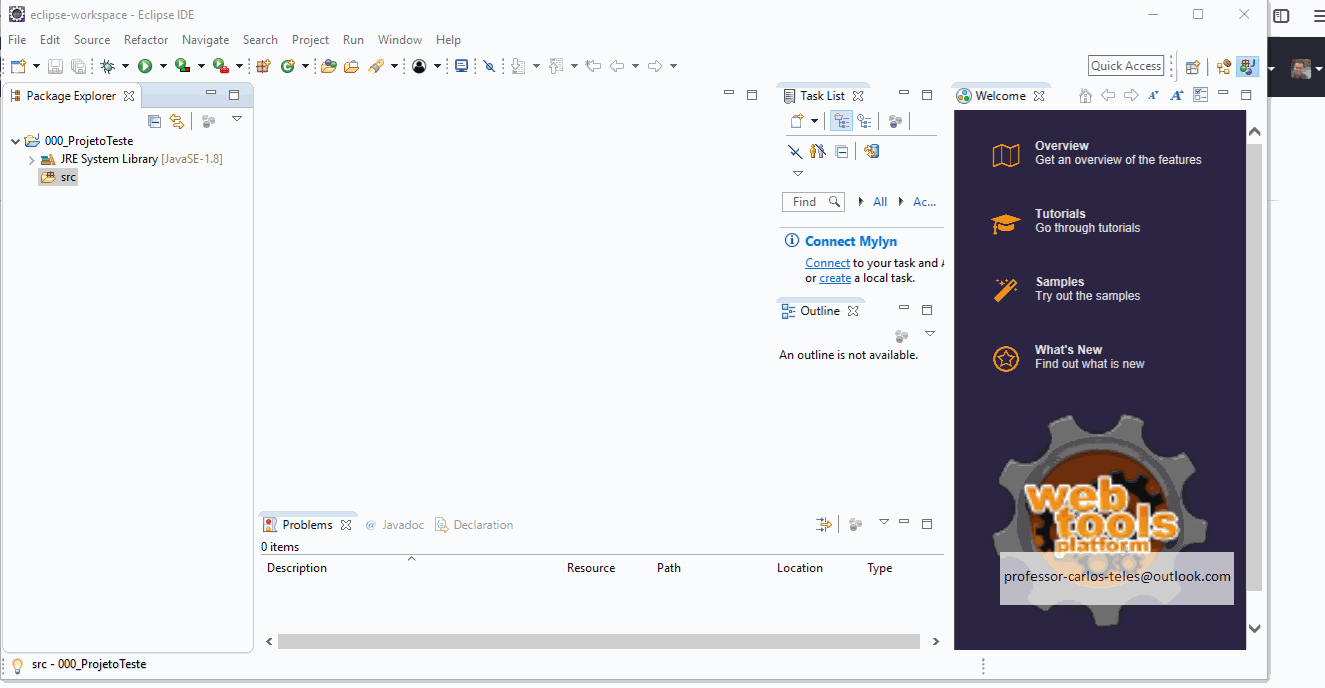 eclipse-workspace - Eclipse IDE
File Edit Source Refactor Navigate Search Project Run Window Help
Quick Access
Package Explorer
000_ProjetoTeste
JRE System Library [JavaSE-1.8]
src
Task List
Find All Ac...
Connect Mylyn
Connect to your task and A
or create a local task.
Outline
An outline is not available.
Welcome
Overview
Get an overview of the features
Tutorials
Go through tutorials
Samples
Try out the samples
What's New
Find out what is new
web
tools
platform
professor-carlos-teles@outlook.com
Problems @ Javadoc Declaration
0 items
Description Resource Path Location Type
src - 000_ProjetoTeste